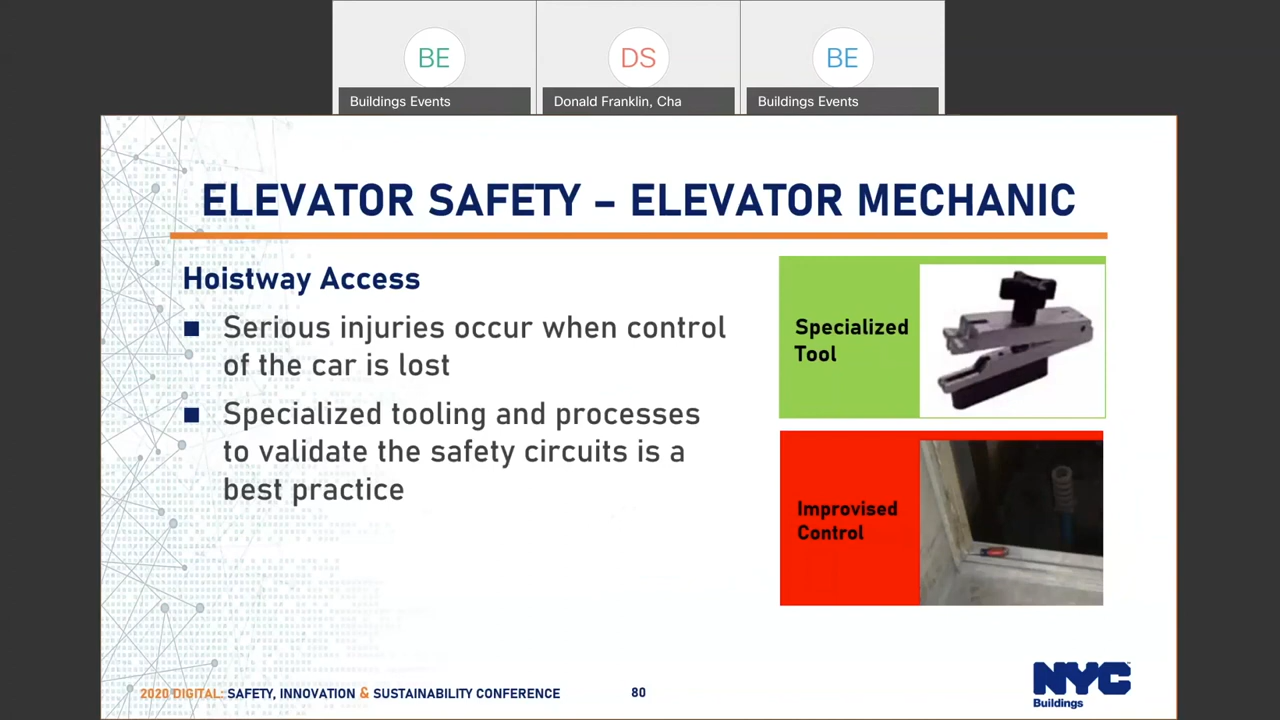 BE
DS
BE
Buildings Events
Donald Franklin, Cha
Buildings Events
ELEVATOR SAFETY – ELEVATOR MECHANIC
Hoistway Access
Serious injuries occur when control
of the car is lost
Specialized tooling and processes
to validate the safety circuits is a
best practice
Specialized
Tool
Improvised
Control
2020 DIGITAL: SAFETY, INNOVATION & SUSTAINABILITY CONFERENCE
80
NYC
Buildings